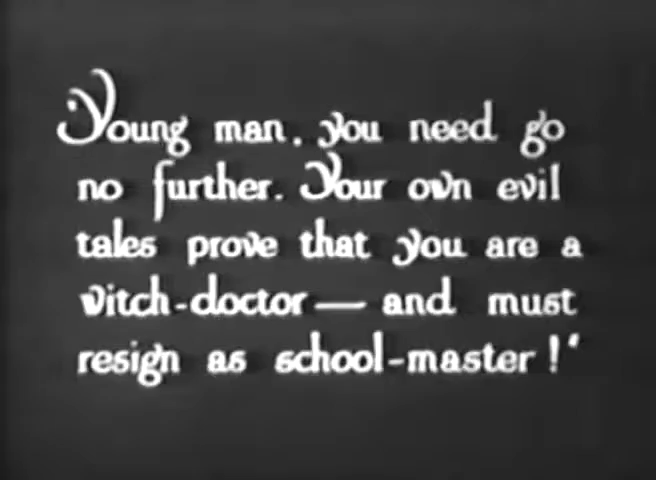 Young man, you need go
no further. Your own evil
tales prove that you are a
witch-doctor — and must
resign as school-master!"